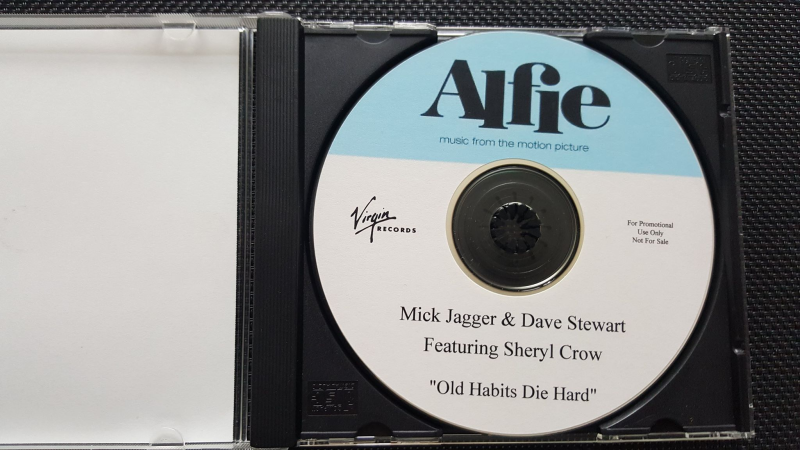 Alfie
music from the motion picture
Virgin
RECORDS
For Promotional
Use Only
Not For Sale
Mick Jagger & Dave Stewart
Featuring Sheryl Crow
"Old Habits Die Hard"